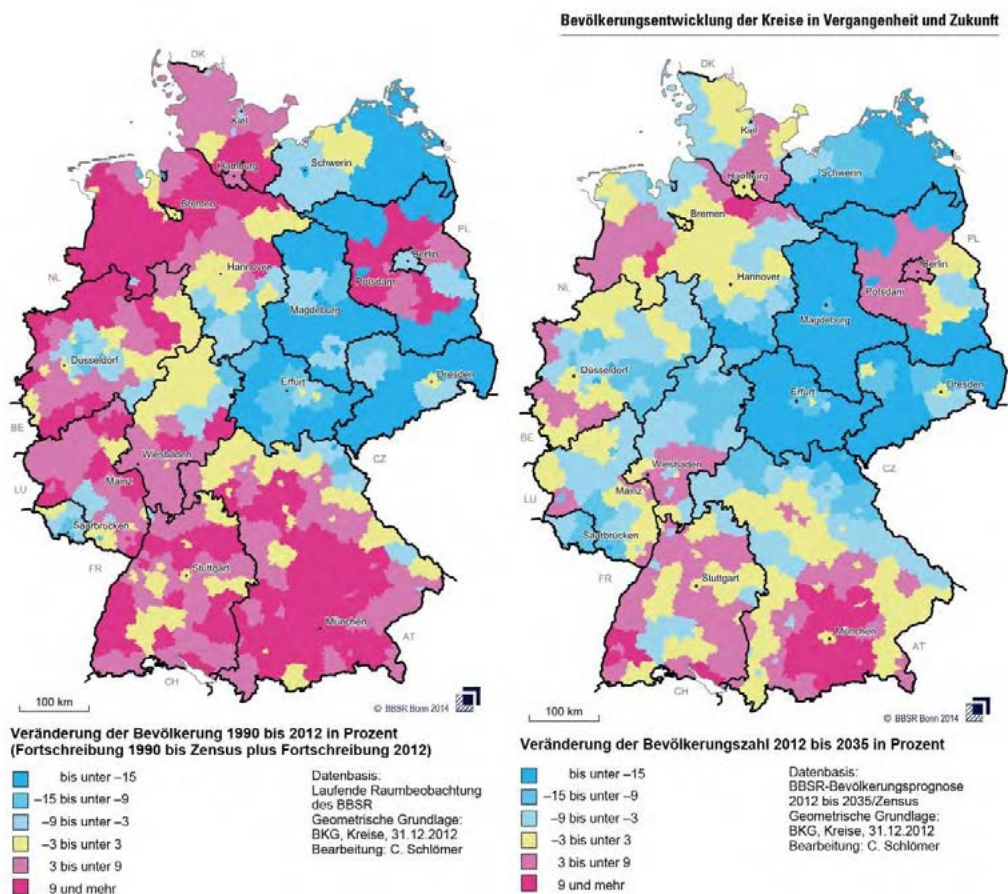 Bevölkerungsentwicklung der Kreise in Vergangenheit und Zukunft
DK
Kiel
Hamburg
Schwerin
Bremen
PL
NL
Hannover
Berlin
Potsdam
Magdeburg
Düsseldorf
Erfurt
Dresden
BE
Wiesbaden
CZ
LU
Mainz
Saarbrücken
FR
Stuttgart
München
AT
CH
100 km
© BBSR Bonn 2014
Veränderung der Bevölkerung 1990 bis 2012 in Prozent
(Fortschreibung 1990 bis Zensus plus Fortschreibung 2012)
bis unter –15
–15 bis unter –9
–9 bis unter –3
–3 bis unter 3
3 bis unter 9
9 und mehr
Datenbasis:
Laufende Raumbeobachtung
des BBSR
Geometrische Grundlage:
BKG, Kreise, 31.12.2012
Bearbeitung: C. Schlömer
DK
Kiel
Schwerin
Hamburg
Bremen
PL
NL
Hannover
Berlin
Potsdam
Magdeburg
Düsseldorf
Erfurt
Dresden
BE
Wiesbaden
CZ
LU
Mainz
Saarbrücken
FR
Stuttgart
München
AT
CH
100 km
© BBSR Bonn 2014
Veränderung der Bevölkerungszahl 2012 bis 2035 in Prozent
bis unter –15
–15 bis unter –9
–9 bis unter –3
–3 bis unter 3
3 bis unter 9
9 und mehr
Datenbasis:
BBSR-Bevölkerungsprognose
2012 bis 2035/Zensus
Geometrische Grundlage:
BKG, Kreise, 31.12.2012
Bearbeitung: C. Schlömer